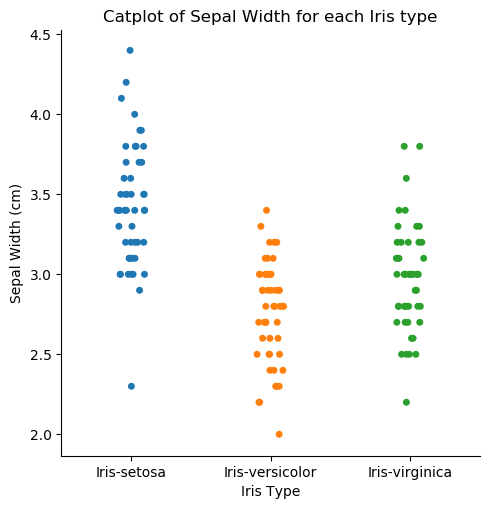 Catplot of Sepal Width for each Iris type
4.5
4.0
3.5
3.0
2.5
2.0
Sepal Width (cm)
Iris-setosa
Iris-versicolor
Iris-virginica
Iris Type